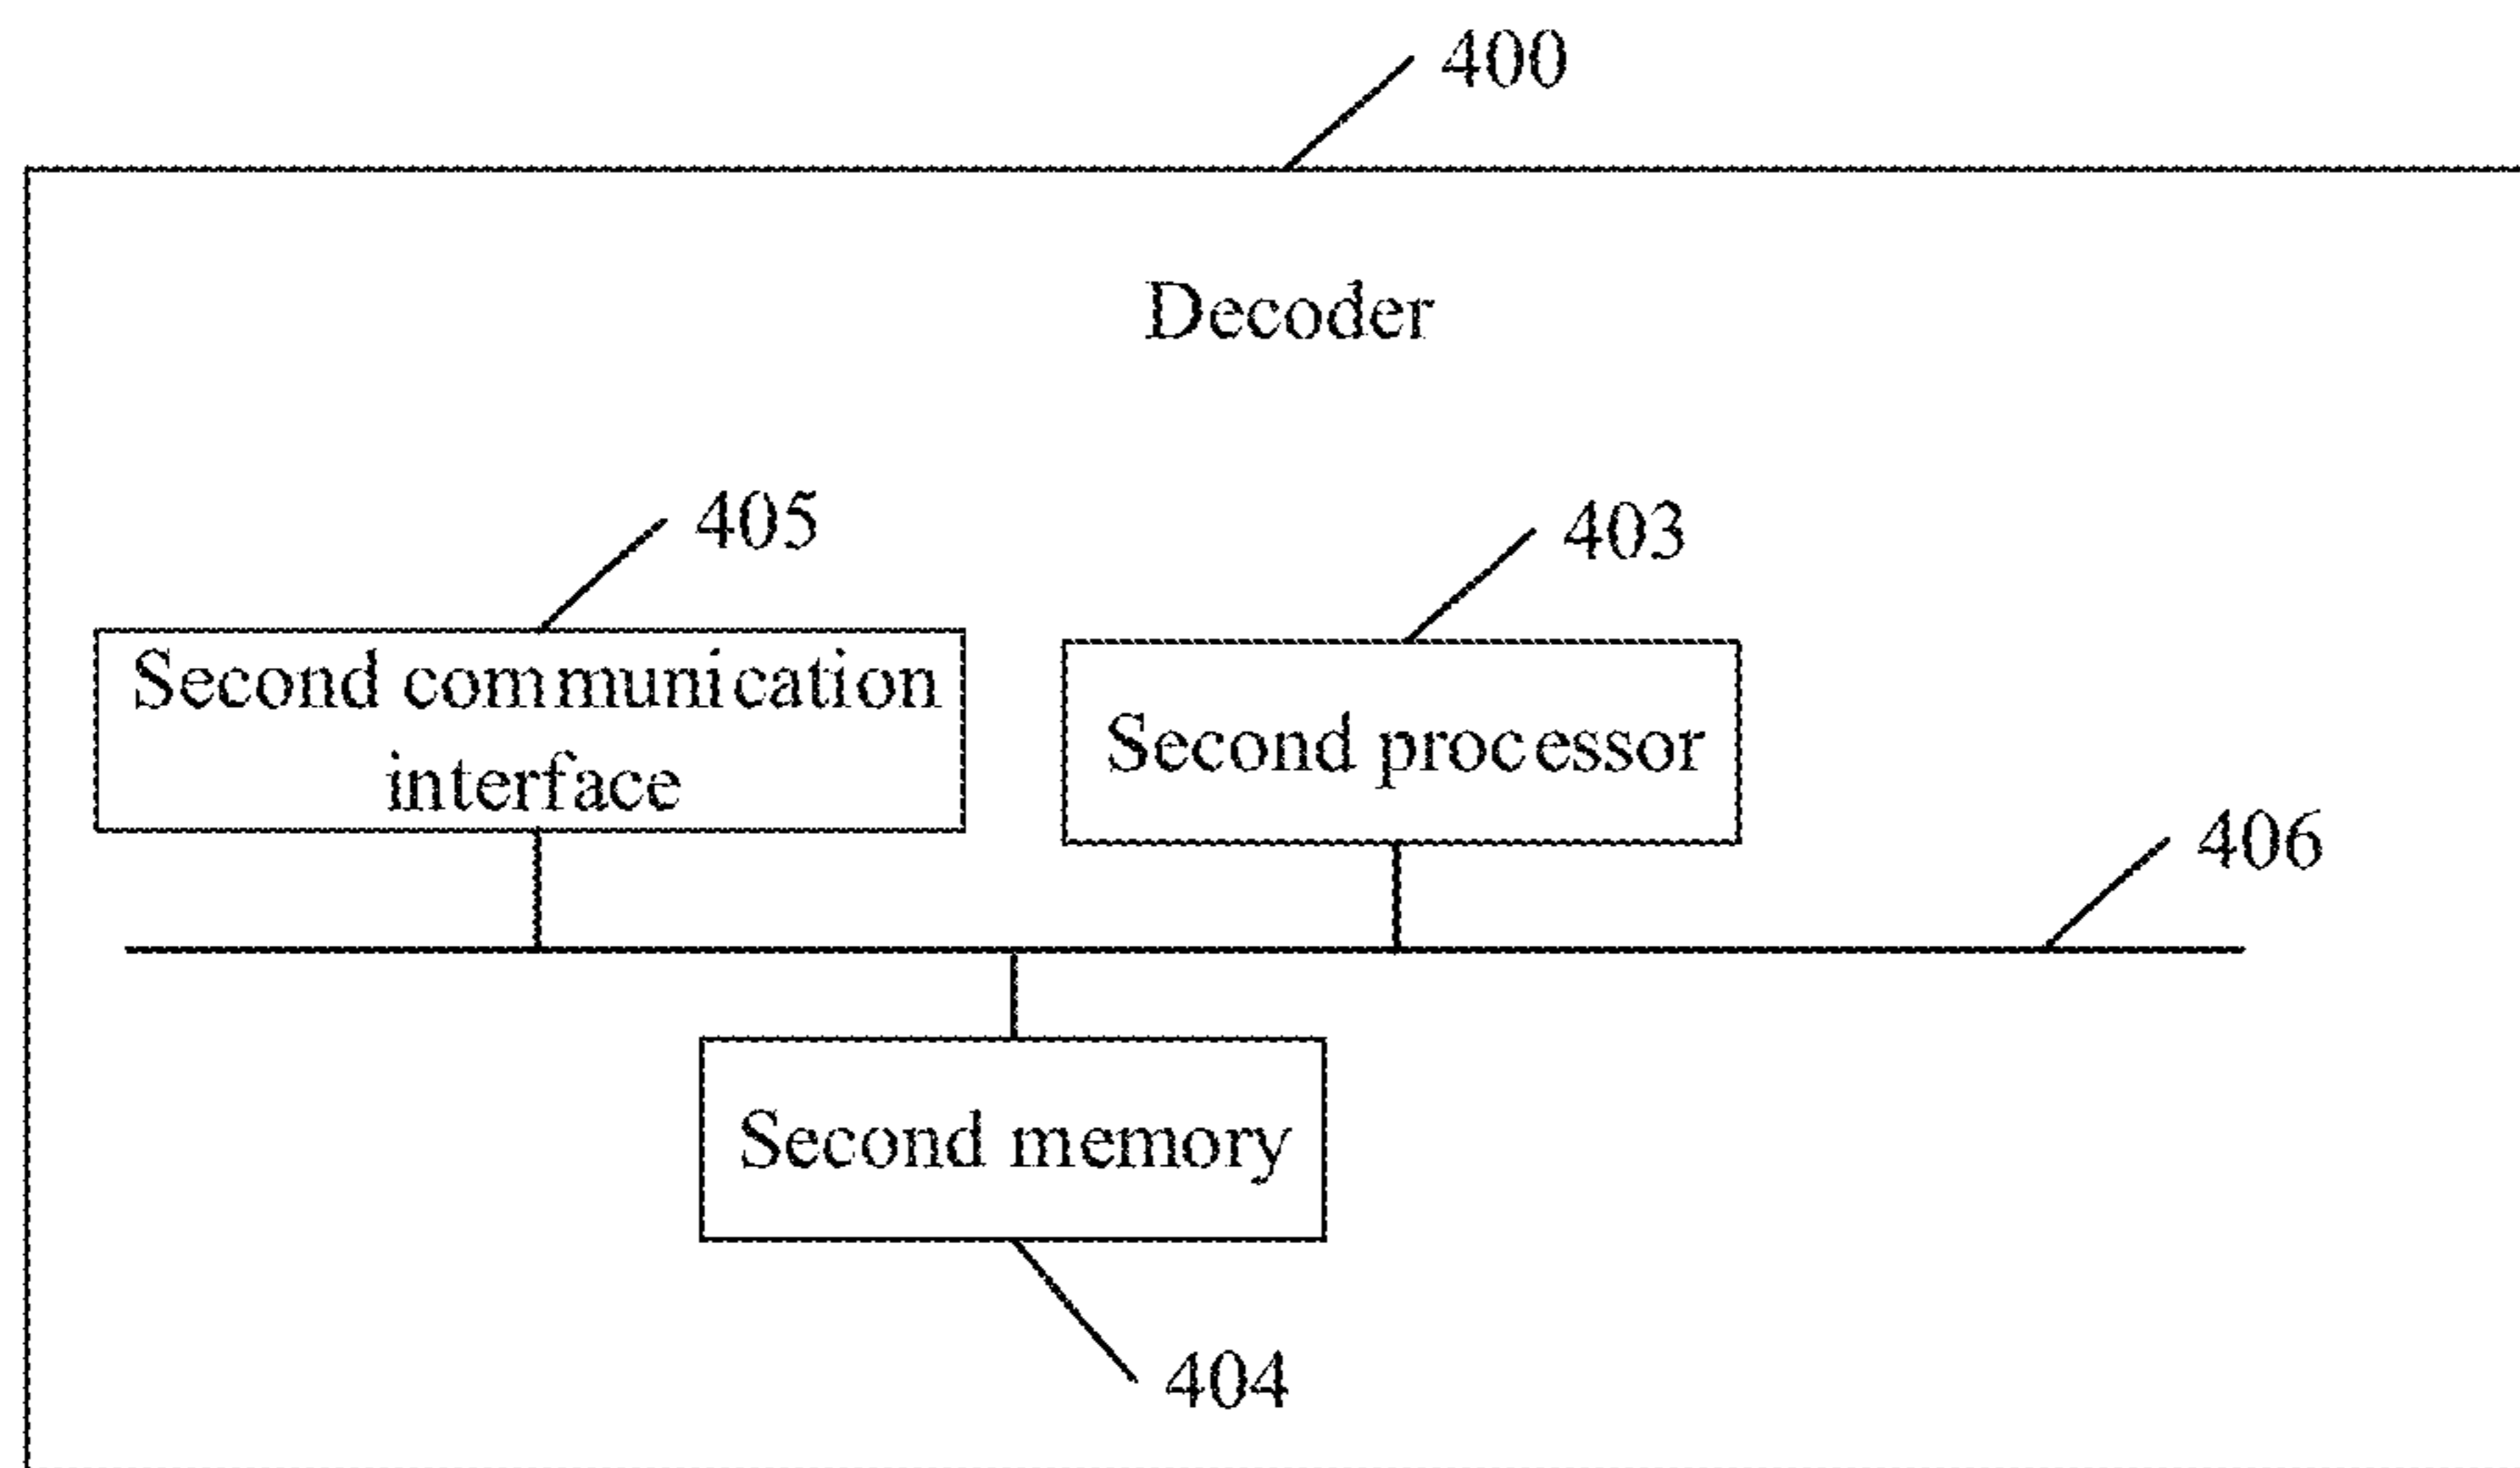 400
Decoder
405
403
Second communication
interface
Second processor
406
Second memory
404